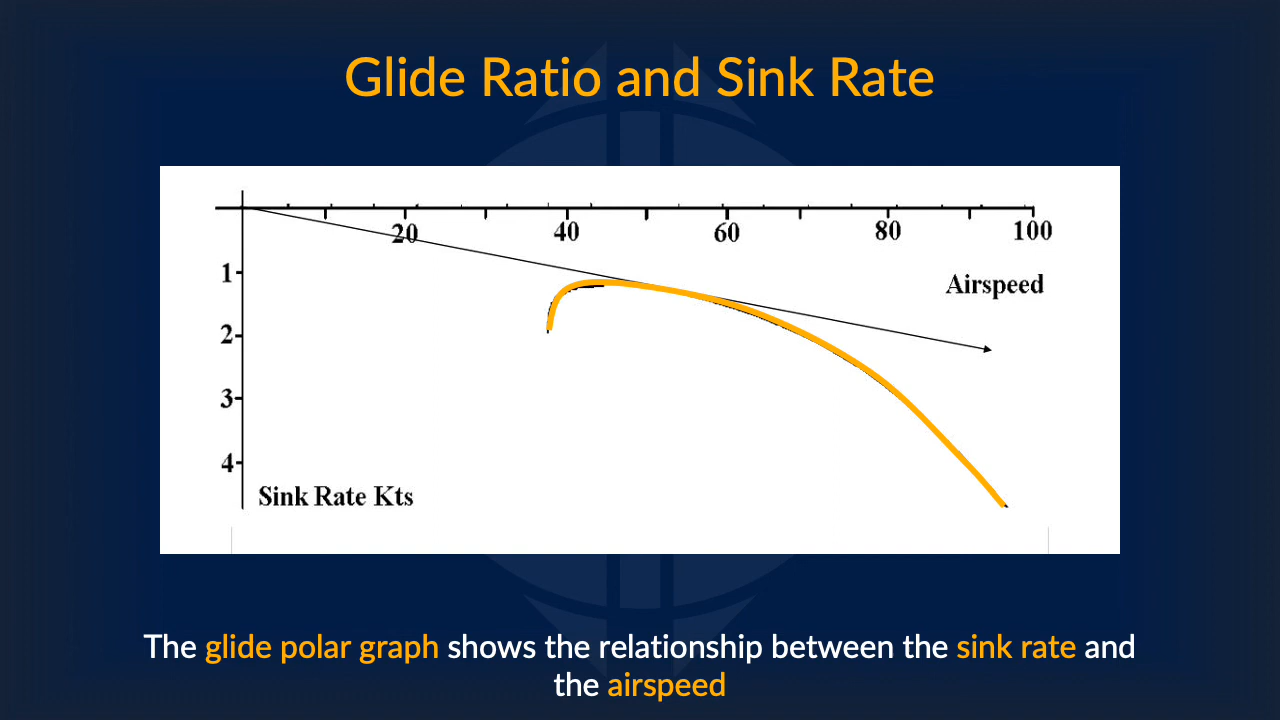 Glide Ratio and Sink Rate
20 40 60 80 100
1
Airspeed
2
3
4
Sink Rate Kts
The glide polar graph shows the relationship between the sink rate and
the airspeed